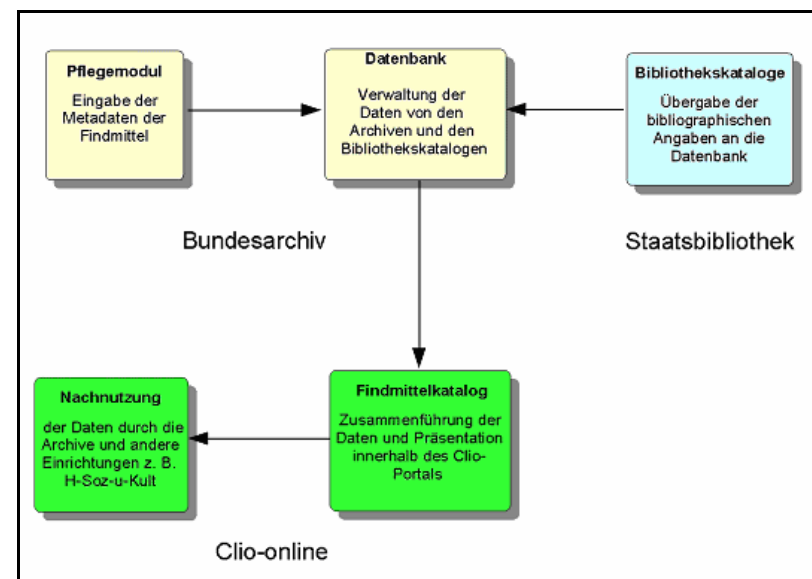 Pflegemodul
Eingabe der
Metadaten der
Findmittel
Datenbank
Verwaltung der
Daten von den
Archiven und den
Bibliothekskatalogen
Bibliothekskataloge
Übergabe der
bibliographischen
Angaben an die
Datenbank
Bundesarchiv
Staatsbibliothek
Nachnutzung
der Daten durch die
Archive und andere
Einrichtungen z. B.
H-Soz-u-Kult
Findmittelkatalog
Zusammenführung der
Daten und Präsentation
innerhalb des Clio-
Portals
Clio-online